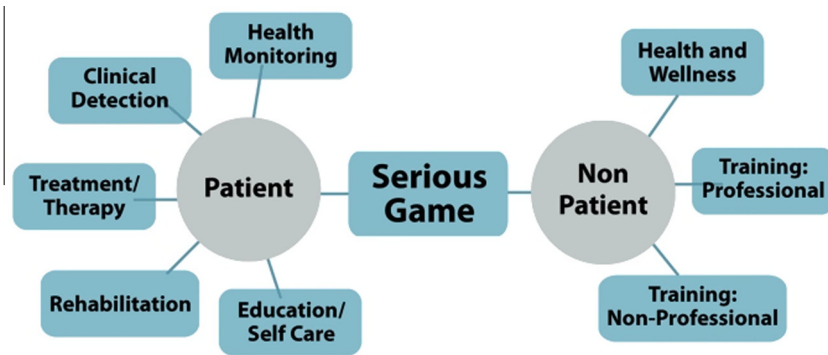 Health
Monitoring
Clinical
Detection
Treatment/
Therapy
Patient
Rehabilitation
Education/
Self Care
Serious
Game
Non
Patient
Health and
Wellness
Training:
Professional
Training:
Non-Professional